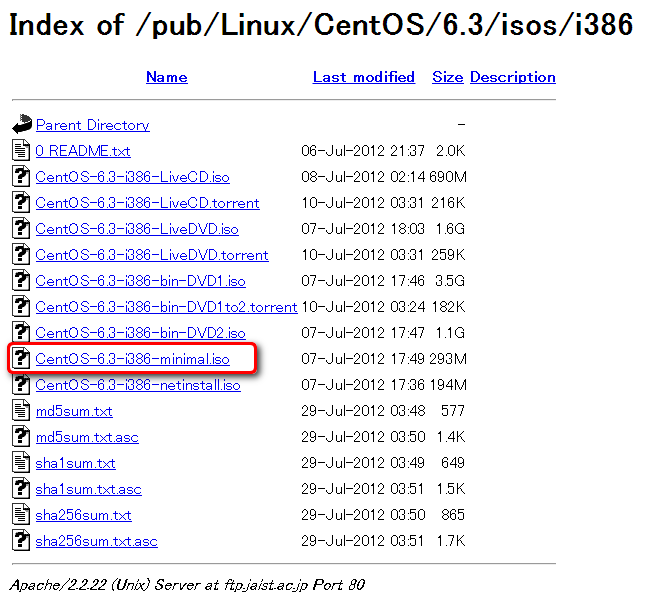 Index of /pub/Linux/CentOS/6.3/isos/i386
Name Last modified Size Description
Parent Directory -
0_README.txt 06-Jul-2012 21:37 2.0K
CentOS-6.3-i386-LiveCD.iso 08-Jul-2012 02:14 690M
CentOS-6.3-i386-LiveCD.torrent 10-Jul-2012 03:31 216K
CentOS-6.3-i386-LiveDVD.iso 07-Jul-2012 18:03 1.6G
CentOS-6.3-i386-LiveDVD.torrent 10-Jul-2012 03:31 259K
CentOS-6.3-i386-bin-DVD1.iso 07-Jul-2012 17:46 3.5G
CentOS-6.3-i386-bin-DVD1to2.torrent 10-Jul-2012 03:24 182K
CentOS-6.3-i386-bin-DVD2.iso 07-Jul-2012 17:47 1.1G
CentOS-6.3-i386-minimal.iso 07-Jul-2012 17:49 293M
CentOS-6.3-i386-netinstall.iso 07-Jul-2012 17:36 194M
md5sum.txt 29-Jul-2012 03:48 577
md5sum.txt.asc 29-Jul-2012 03:50 1.4K
sha1sum.txt 29-Jul-2012 03:49 649
sha1sum.txt.asc 29-Jul-2012 03:51 1.5K
sha256sum.txt 29-Jul-2012 03:50 865
sha256sum.txt.asc 29-Jul-2012 03:51 1.7K
Apache/2.2.22 (Unix) Server at ftp.jaist.ac.jp Port 80